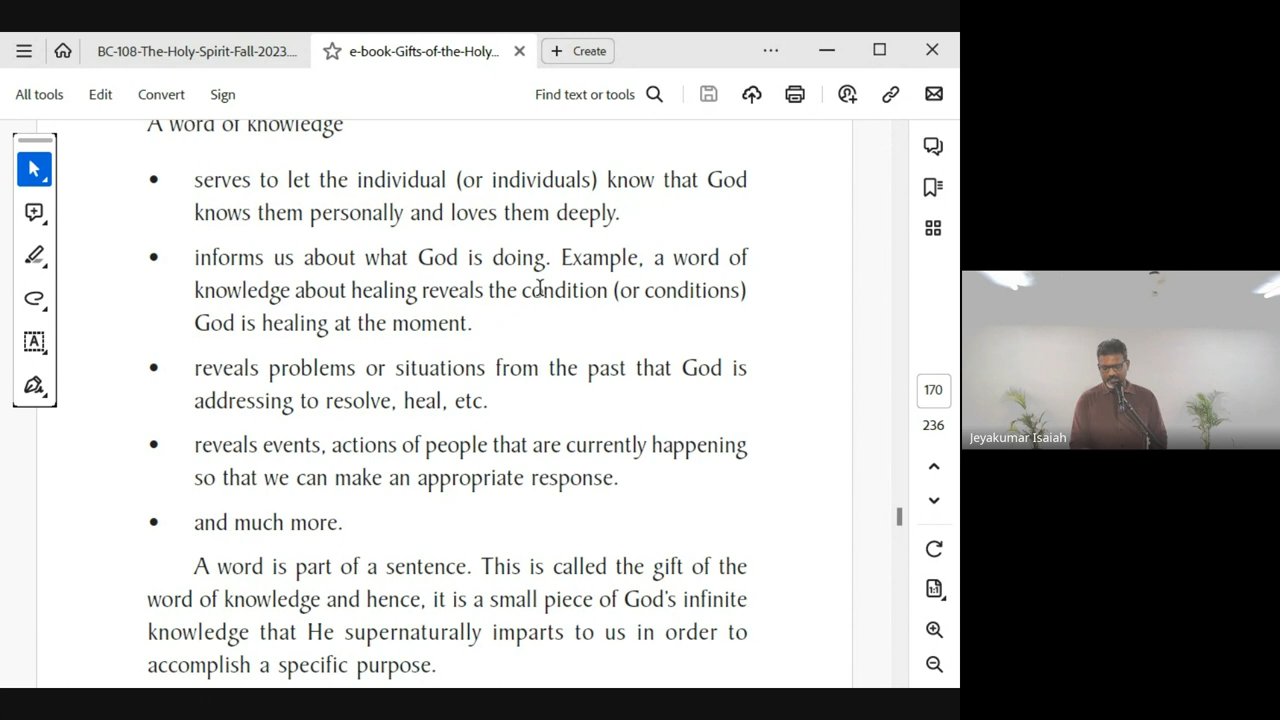 BC-108-The-Holy-Spirit-Fall-2023....
e-book-Gifts-of-the-Holy...
Create
All tools
Edit
Convert
Sign
Find text or tools
A word of knowledge
• serves to let the individual (or individuals) know that God
knows them personally and loves them deeply.
• informs us about what God is doing. Example, a word of
knowledge about healing reveals the condition (or conditions)
God is healing at the moment.
• reveals problems or situations from the past that God is
addressing to resolve, heal, etc.
• reveals events, actions of people that are currently happening
so that we can make an appropriate response.
• and much more.
A word is part of a sentence. This is called the gift of the
word of knowledge and hence, it is a small piece of God's infinite
knowledge that He supernaturally imparts to us in order to
accomplish a specific purpose.
170
236
1:1
Jeyakumar Isaiah